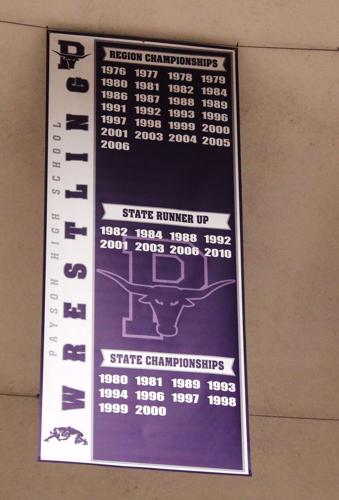 P
REGION CHAMPIONSHIPS
1976 1977 1978 1979
1980 1981 1982 1984
1986 1987 1988 1989
1991 1992 1993 1996
1997 1998 1999 2000
2001 2003 2004 2005
2006
STATE RUNNER UP
1982 1984 1988 1992
2001 2003 2006 2010
P
STATE CHAMPIONSHIPS
1980 1981 1989 1993
1994 1996 1997 1998
1999 2000
PAYSON HIGH SCHOOL
WRESTLING